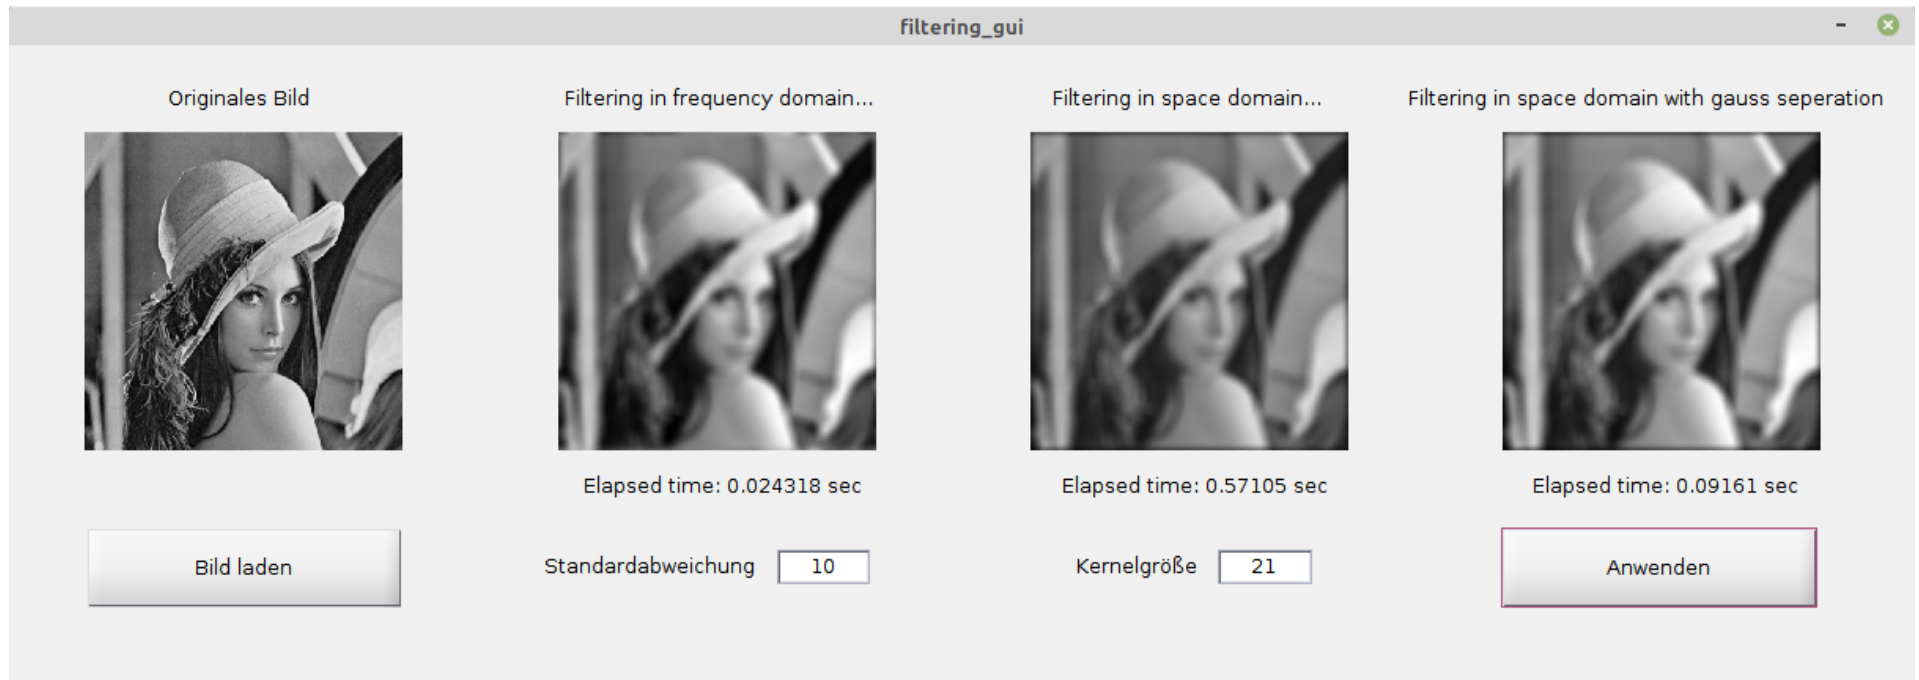 filtering_gui
Originales Bild
Filtering in frequency domain...
Filtering in space domain...
Filtering in space domain with gauss seperation
Elapsed time: 0.024318 sec
Elapsed time: 0.57105 sec
Elapsed time: 0.09161 sec
Bild laden
Standardabweichung 10
Kernelgröße 21
Anwenden